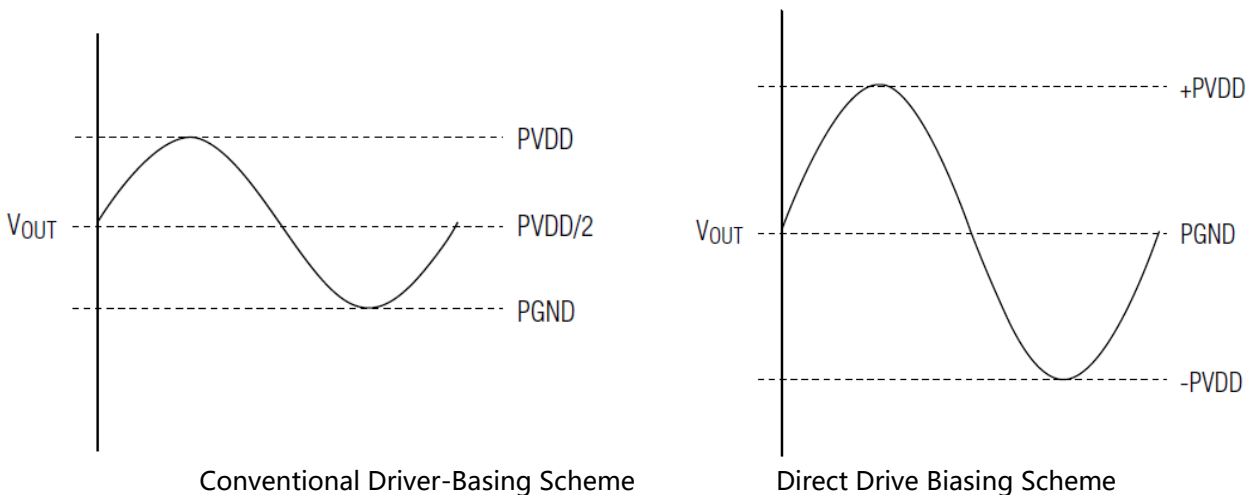 PVDD
VOUT
PVDD/2
PGND
Conventional Driver-Basing Scheme
+PVDD
VOUT
PGND
-PVDD
Direct Drive Biasing Scheme